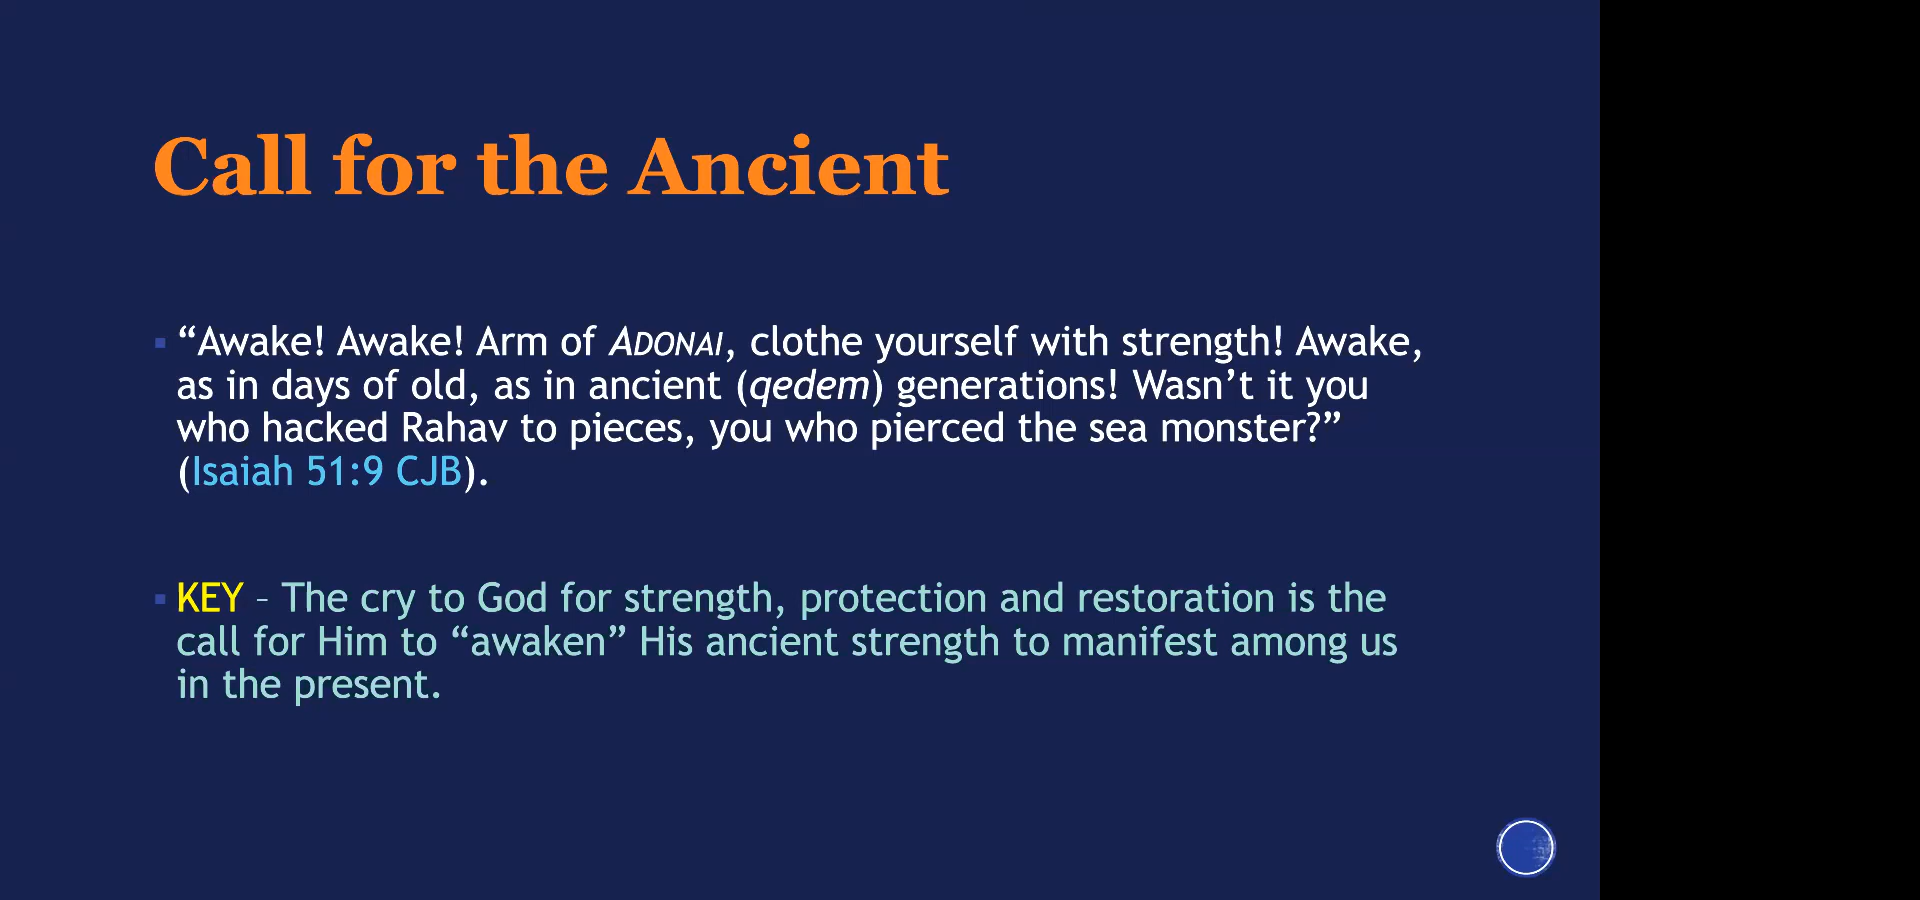 Call for the Ancient
“Awake! Awake! Arm of ADONAI, clothe yourself with strength! Awake,
as in days of old, as in ancient (qedem) generations! Wasn’t it you
who hacked Rahav to pieces, you who pierced the sea monster?”
(Isaiah 51:9 CJB).
KEY – The cry to God for strength, protection and restoration is the
call for Him to “awaken” His ancient strength to manifest among us
in the present.